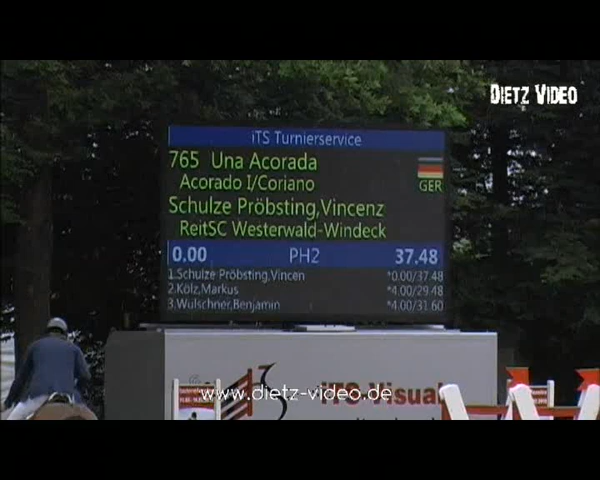 DIETZ VIDEO
iTS Turnierservice
765 Una Acorada
Acorado I/Coriano
GER
Schulze Pröbsting,Vincenz
ReitSC Westerwald-Windeck
0.00 PH2 37.48
1.Schulze Pröbsting,Vincen *0.00/37.48
2.Kölz,Markus *4.00/29.48
3.Wulschner,Benjamin *4.00/31.60
iTS-Visual
www.dietz-video.de